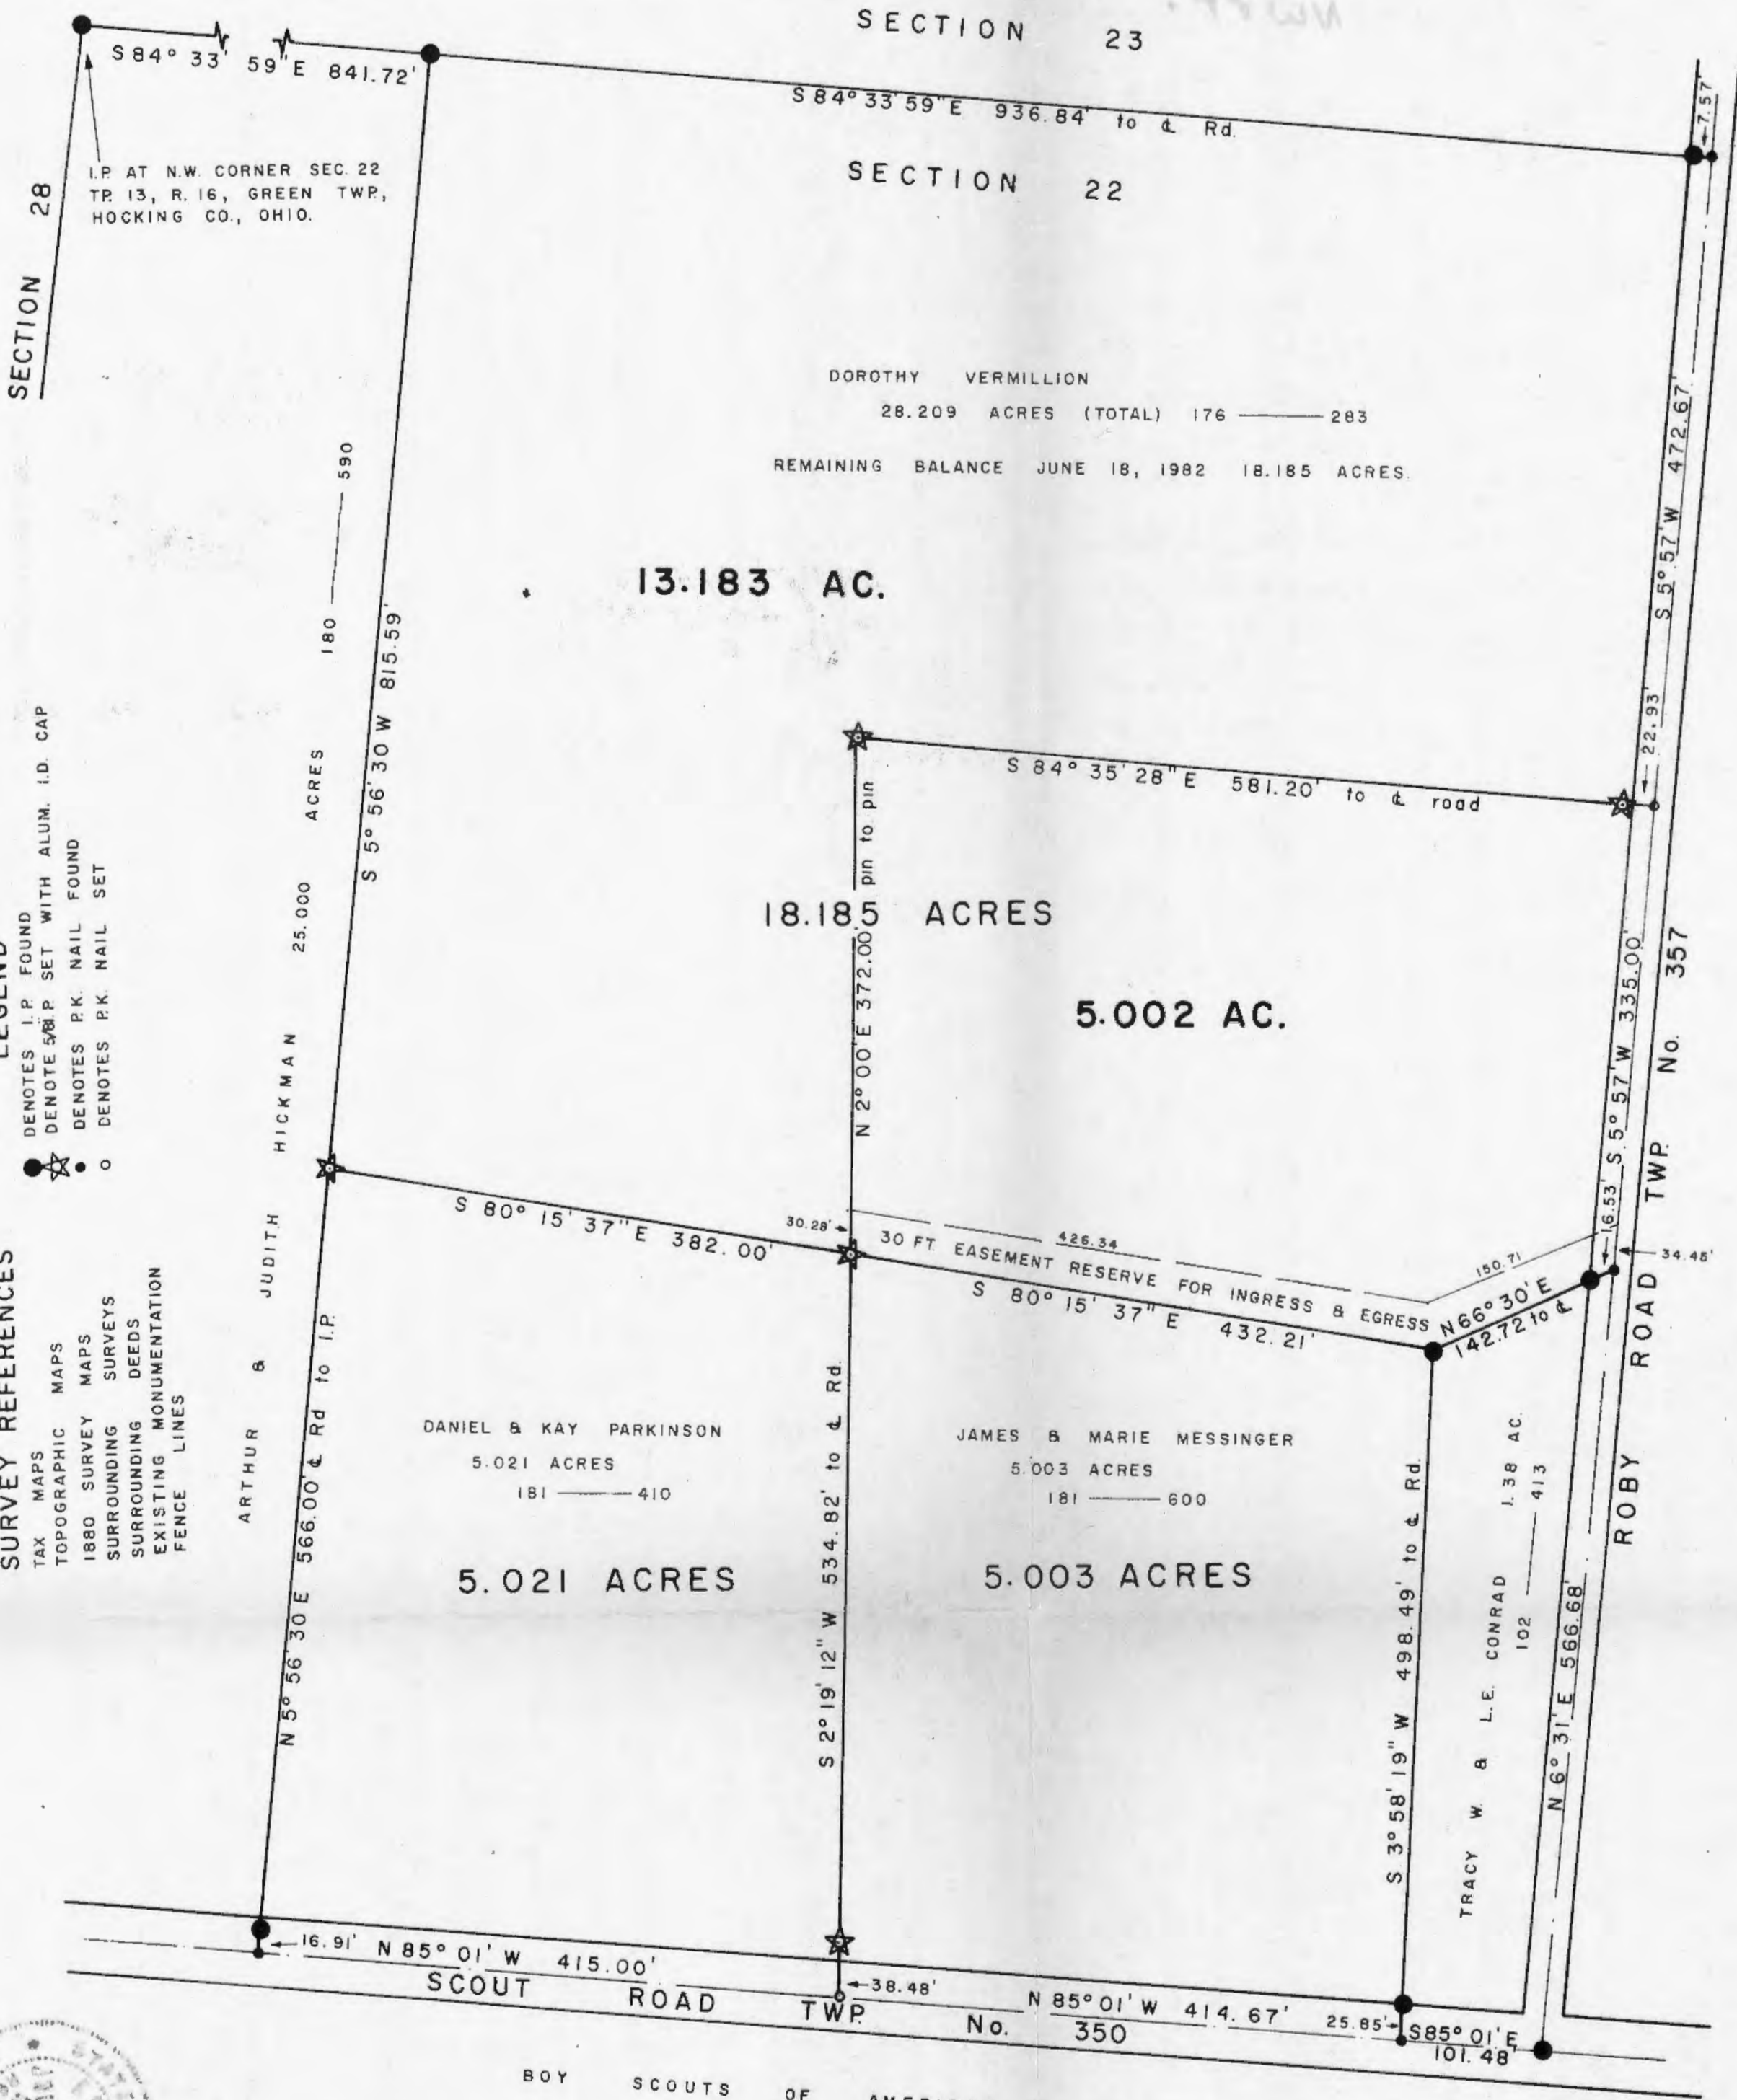 SECTION 23
S 84° 33' 59" E 841.72'
S 84° 33' 59" E 936.84' to ℄ Rd.
7.57'
I.P. AT N.W. CORNER SEC. 22
TP. 13, R. 16, GREEN TWP.,
HOCKING CO., OHIO.
SECTION 28
SECTION 22
DOROTHY VERMILLION
28.209 ACRES (TOTAL) 176 — 283
REMAINING BALANCE JUNE 18, 1982 18.185 ACRES.
S 5° 57' W 472.67'
180 — 590
13.183 AC.
S 5° 56' 30 W 815.59'
22.93'
S 84° 35' 28" E 581.20' to ℄ road
pin to pin
25.000 ACRES
18.185 ACRES
N 2° 00' E 372.00'
5.002 AC.
S 5° 57' W 335.00'
LEGEND
DENOTES I.P. FOUND
DENOTE 5/8 I.P. SET WITH ALUM. I.D. CAP
DENOTES P.K. NAIL FOUND
DENOTES P.K. NAIL SET
ARTHUR & JUDITH HICKMAN
S 80° 15' 37" E 382.00'
30.28'
426.34
30 FT. EASEMENT RESERVE FOR INGRESS & EGRESS
S 80° 15' 37" E 432.21'
150.71
N 66° 30' E
142.72 to ℄
16.53'
34.48'
ROBY ROAD TWP. No. 357
SURVEY REFERENCES
TAX MAPS
TOPOGRAPHIC MAPS
1880 SURVEY MAPS
SURROUNDING SURVEYS
SURROUNDING DEEDS
EXISTING MONUMENTATION
FENCE LINES
N 5° 56' 30 E 566.00' ℄ Rd to I.P.
DANIEL & KAY PARKINSON
5.021 ACRES
181 — 410
5.021 ACRES
S 2° 19' 12" W 534.82' to ℄ Rd.
JAMES & MARIE MESSINGER
5.003 ACRES
181 — 600
5.003 ACRES
S 3° 58' 19" W 498.49' to ℄ Rd.
TRACY W. & L.E. CONRAD 1.38 AC.
102 — 413
N 6° 31' E 566.68'
16.91' N 85° 01' W 415.00'
38.48'
N 85° 01' W 414.67'
25.85'
S 85° 01' E
101.48'
SCOUT ROAD TWP. No. 350
BOY SCOUTS OF
STATE